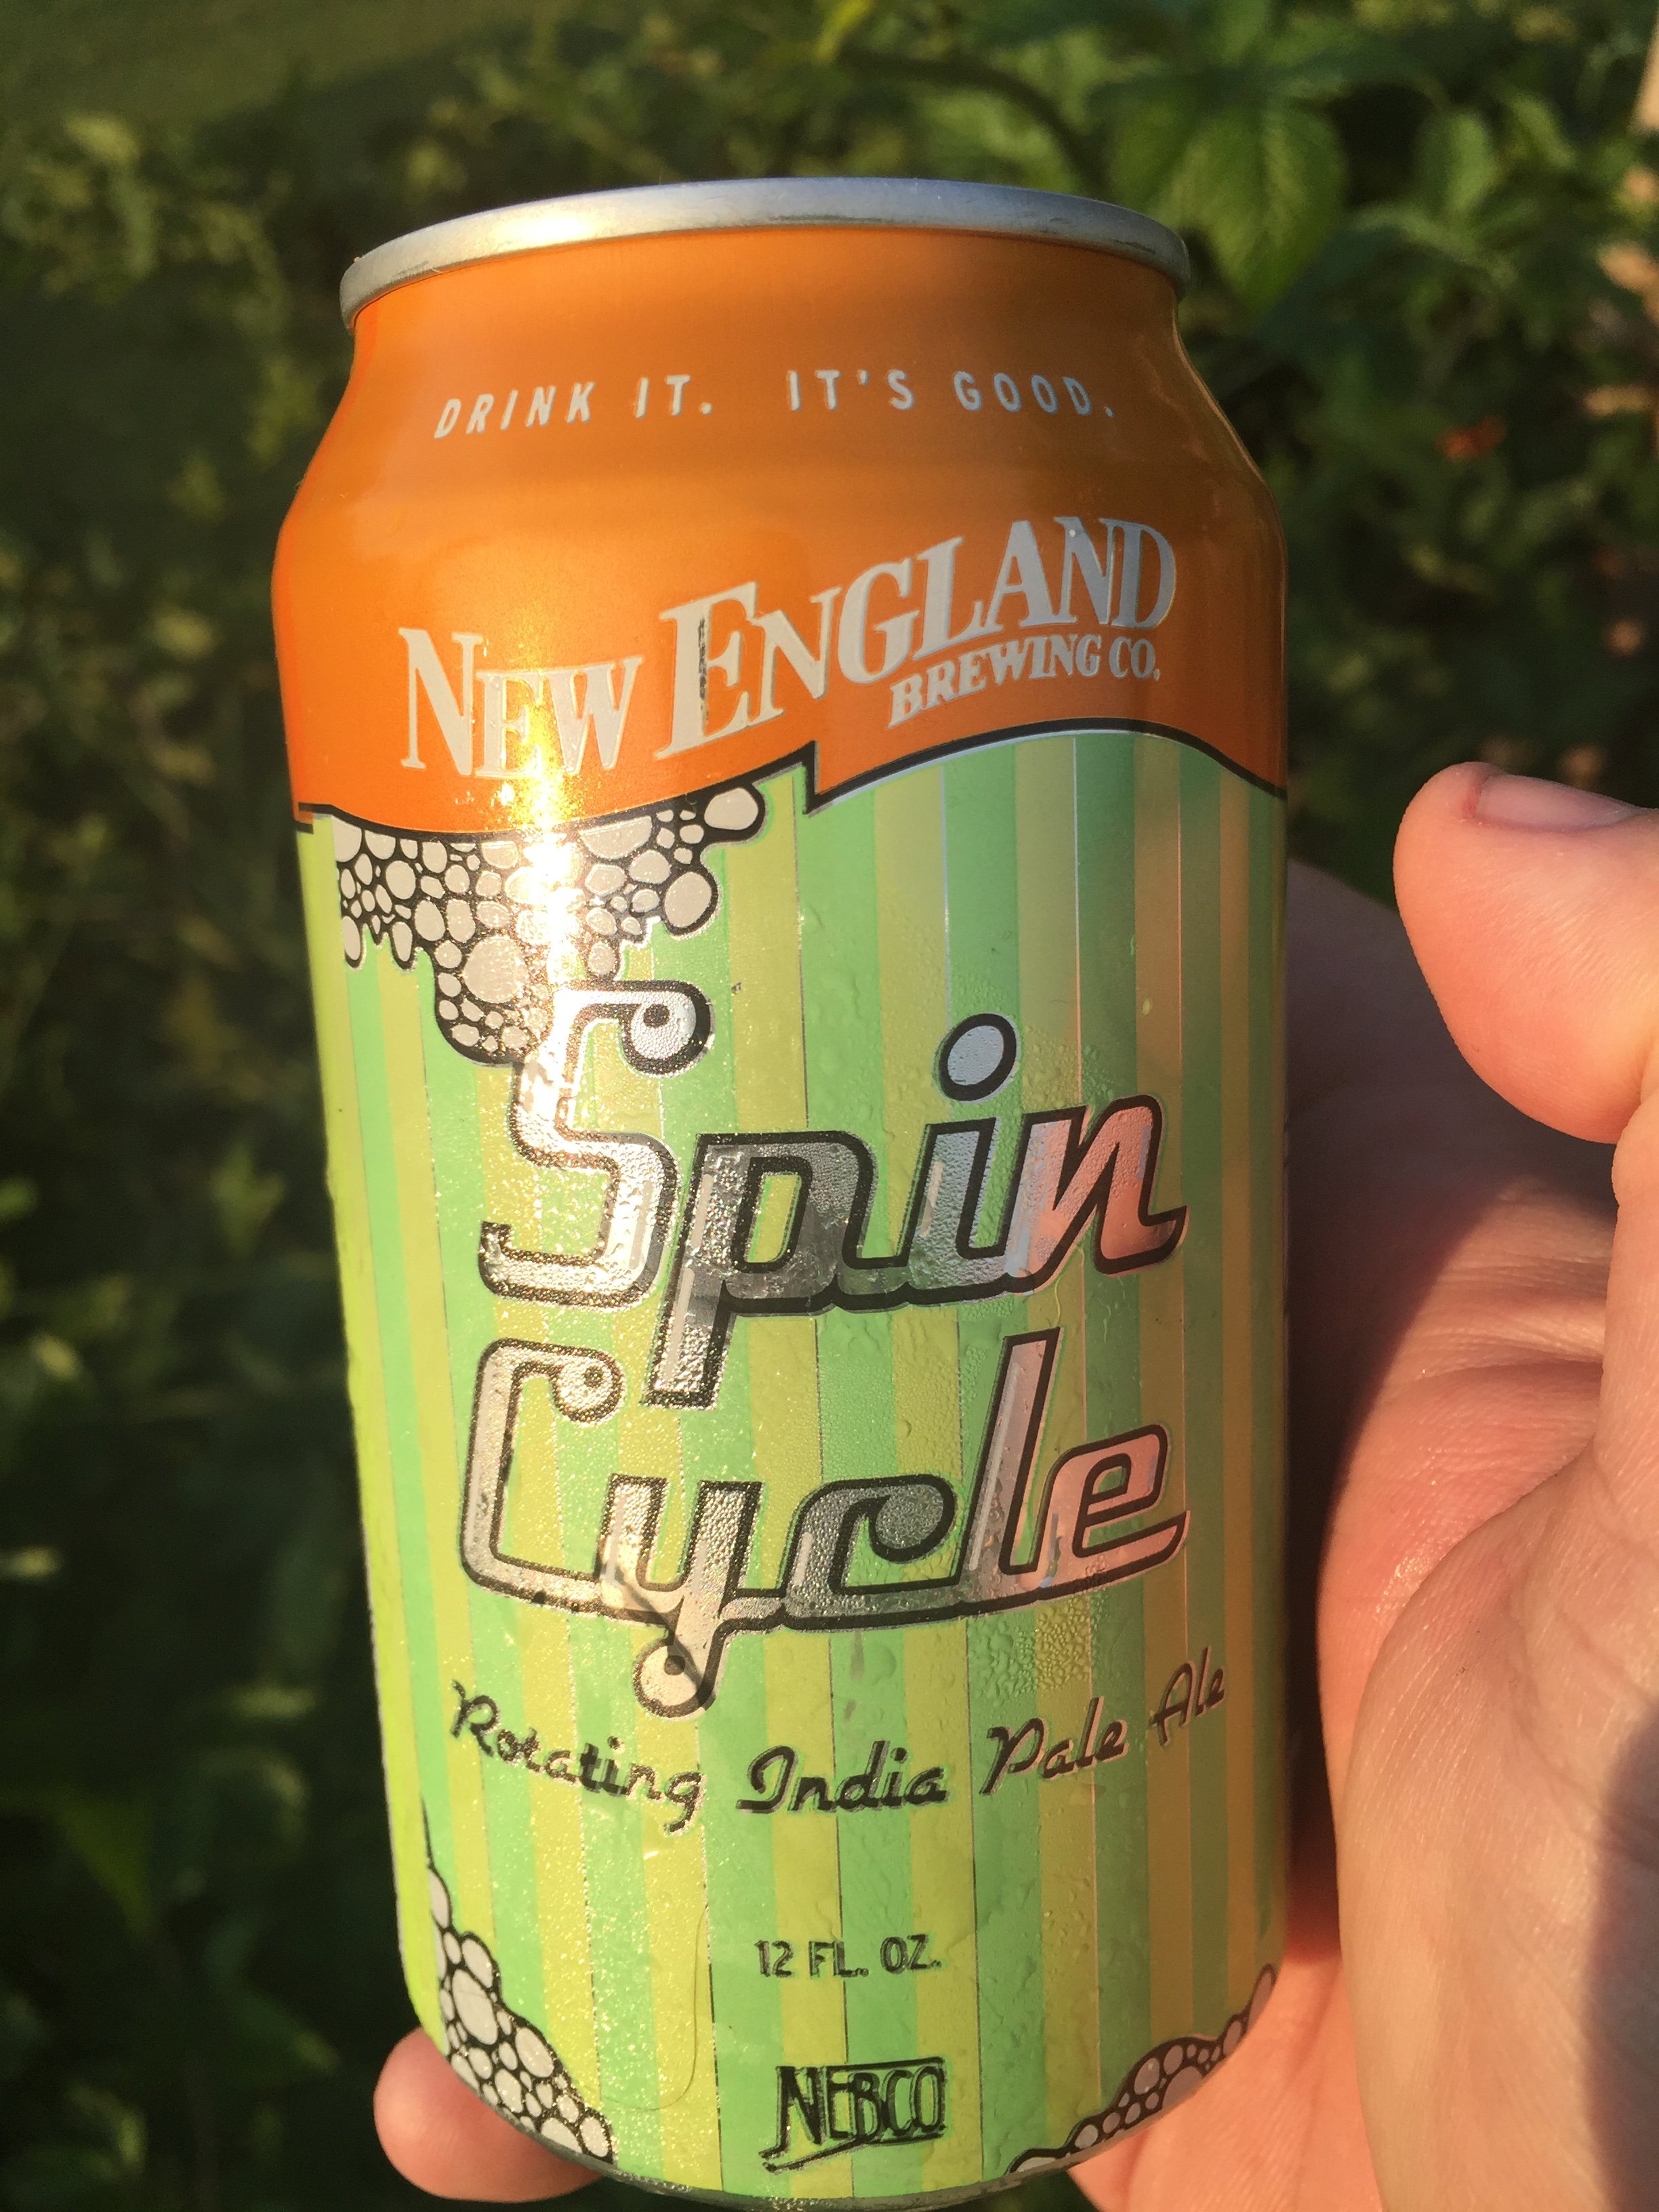 DRINK IT. IT'S GOOD.
NEW ENGLAND
BREWING CO.
Spin
Cycle
Rotating India Pale Ale
12 FL. OZ.
NEBCO